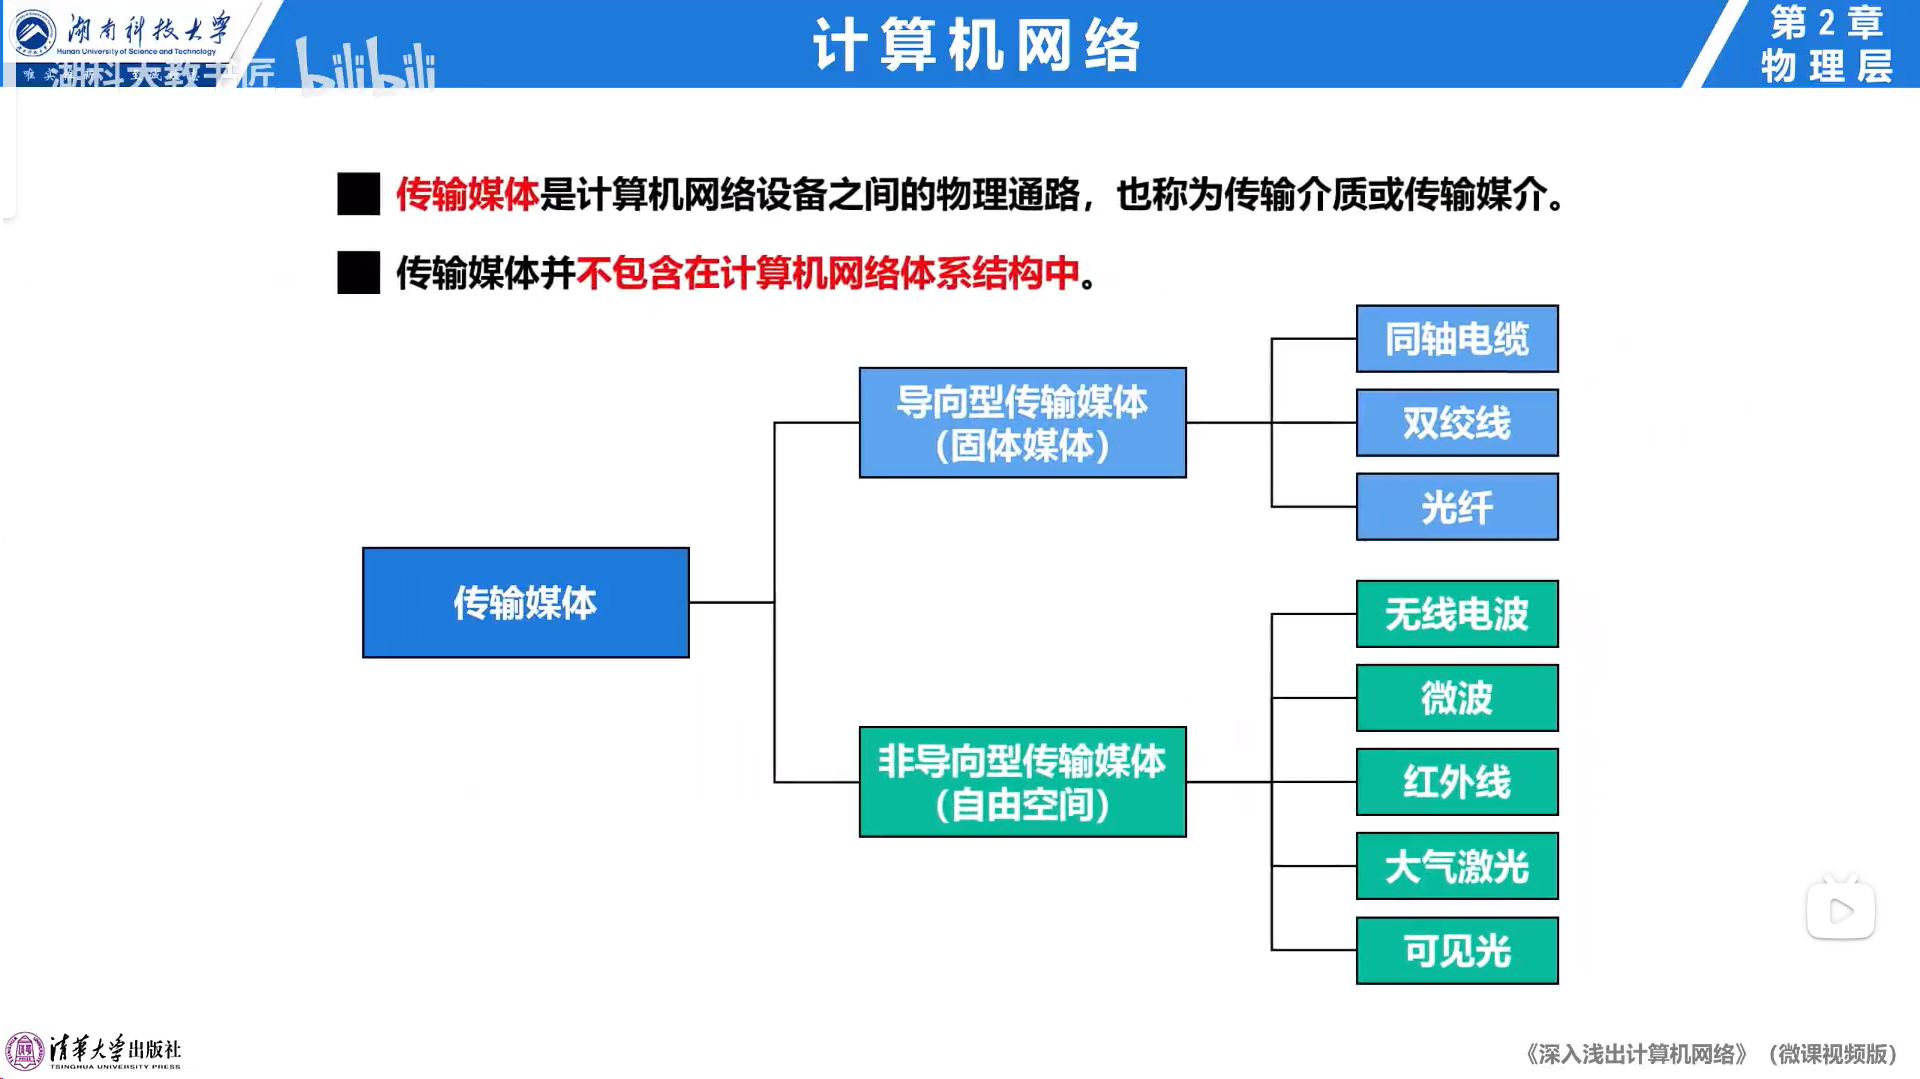 湖南科技大学
Hunan University of Science and Technology
湖科大教书匠
bilibili
计算机网络
第2章
物理层
传输媒体是计算机网络设备之间的物理通路，也称为传输介质或传输媒介。
传输媒体并不包含在计算机网络体系结构中。
传输媒体
导向型传输媒体
（固体媒体）
同轴电缆
双绞线
光纤
非导向型传输媒体
（自由空间）
无线电波
微波
红外线
大气激光
可见光
清华大学出版社
TSINGHUA UNIVERSITY PRESS
《深入浅出计算机网络》（微课视频版）